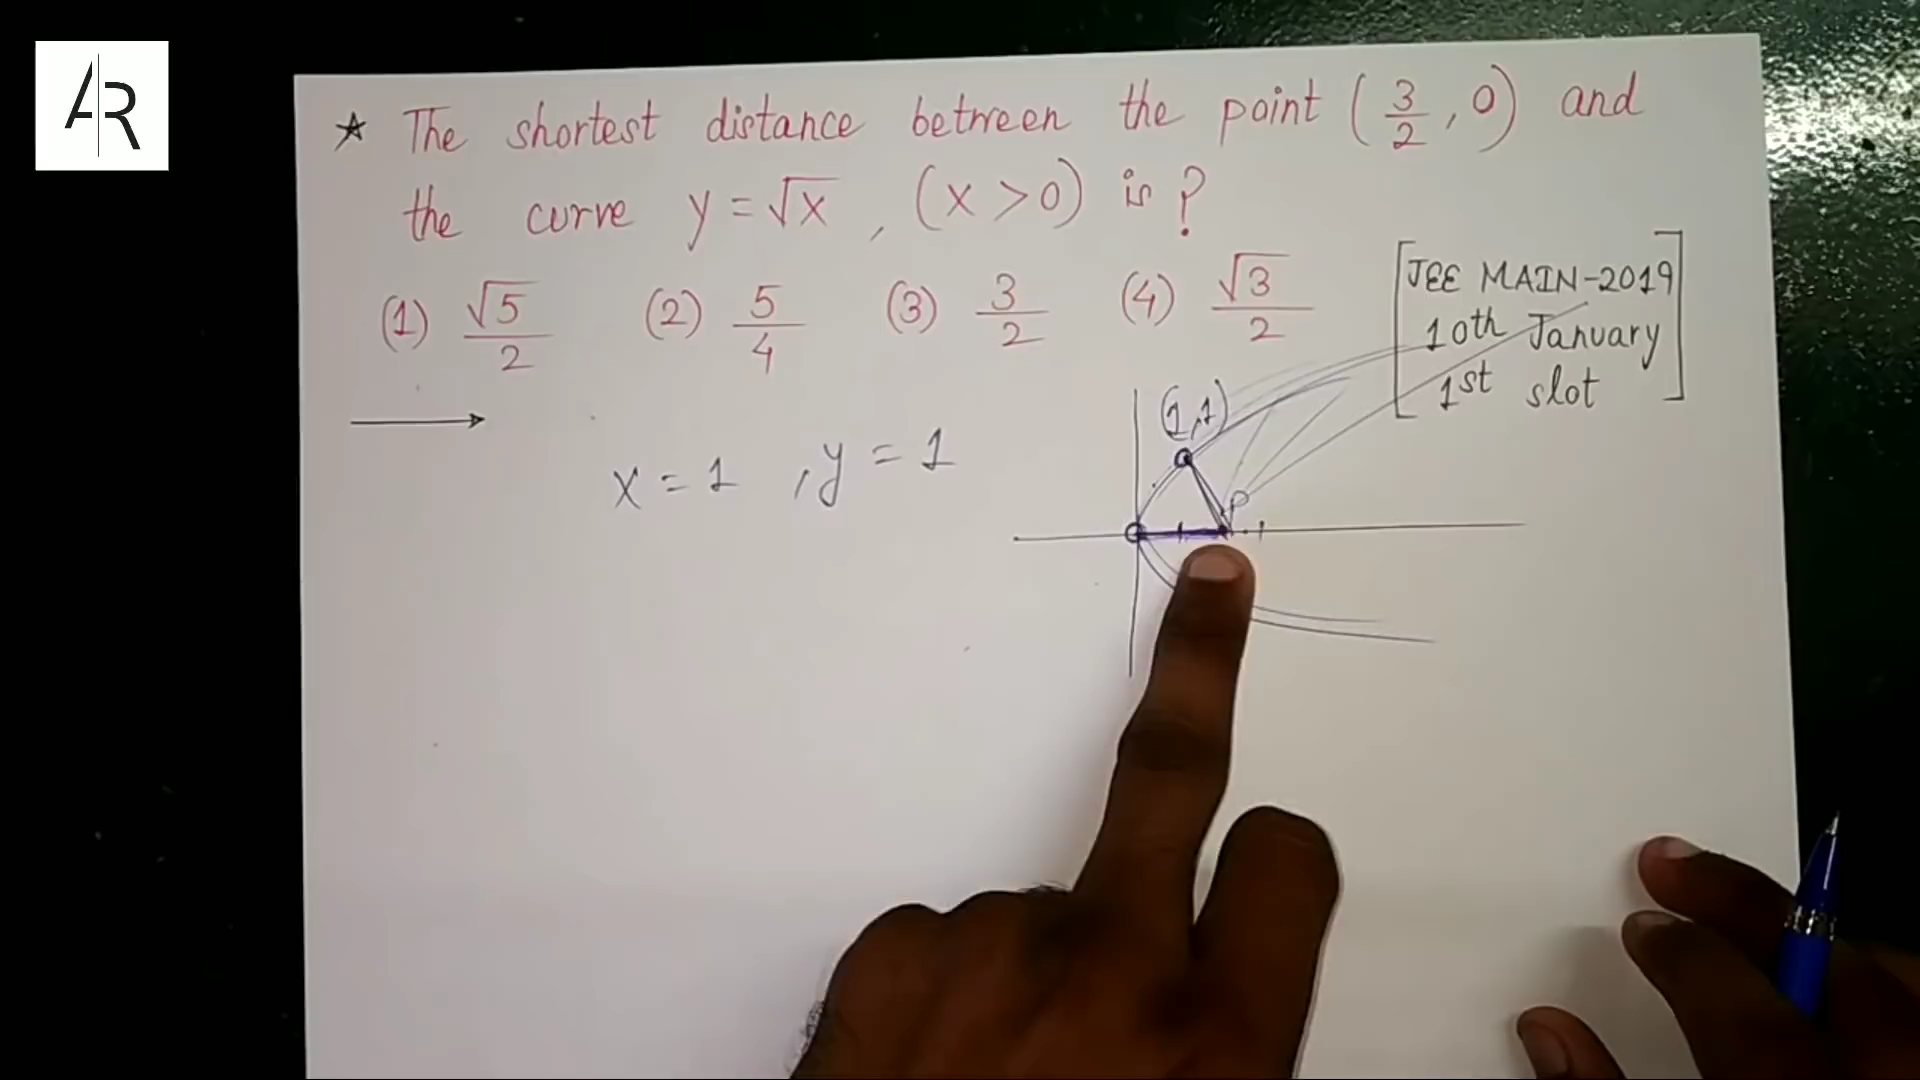 AR
★ The shortest distance between the point (3/2, 0) and
the curve y = √x , (x > 0) is ?
(1) √5/2 (2) 5/4 (3) 3/2 (4) √3/2
[JEE MAIN-2019
10th January
1st slot]
(1,1)
x = 1 , y = 1
P